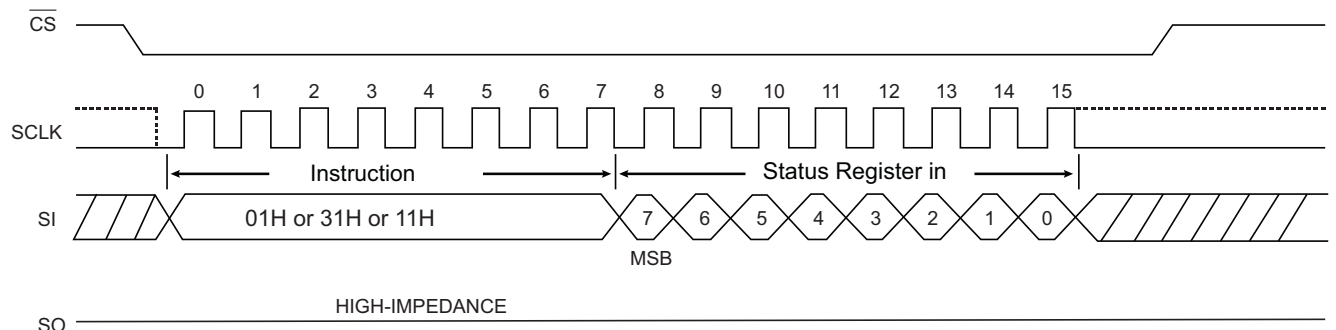 CS
0 1 2 3 4 5 6 7 8 9 10 11 12 13 14 15
SCLK
Instruction Status Register in
SI 01H or 31H or 11H 7 6 5 4 3 2 1 0
MSB
HIGH-IMPEDANCE
SO